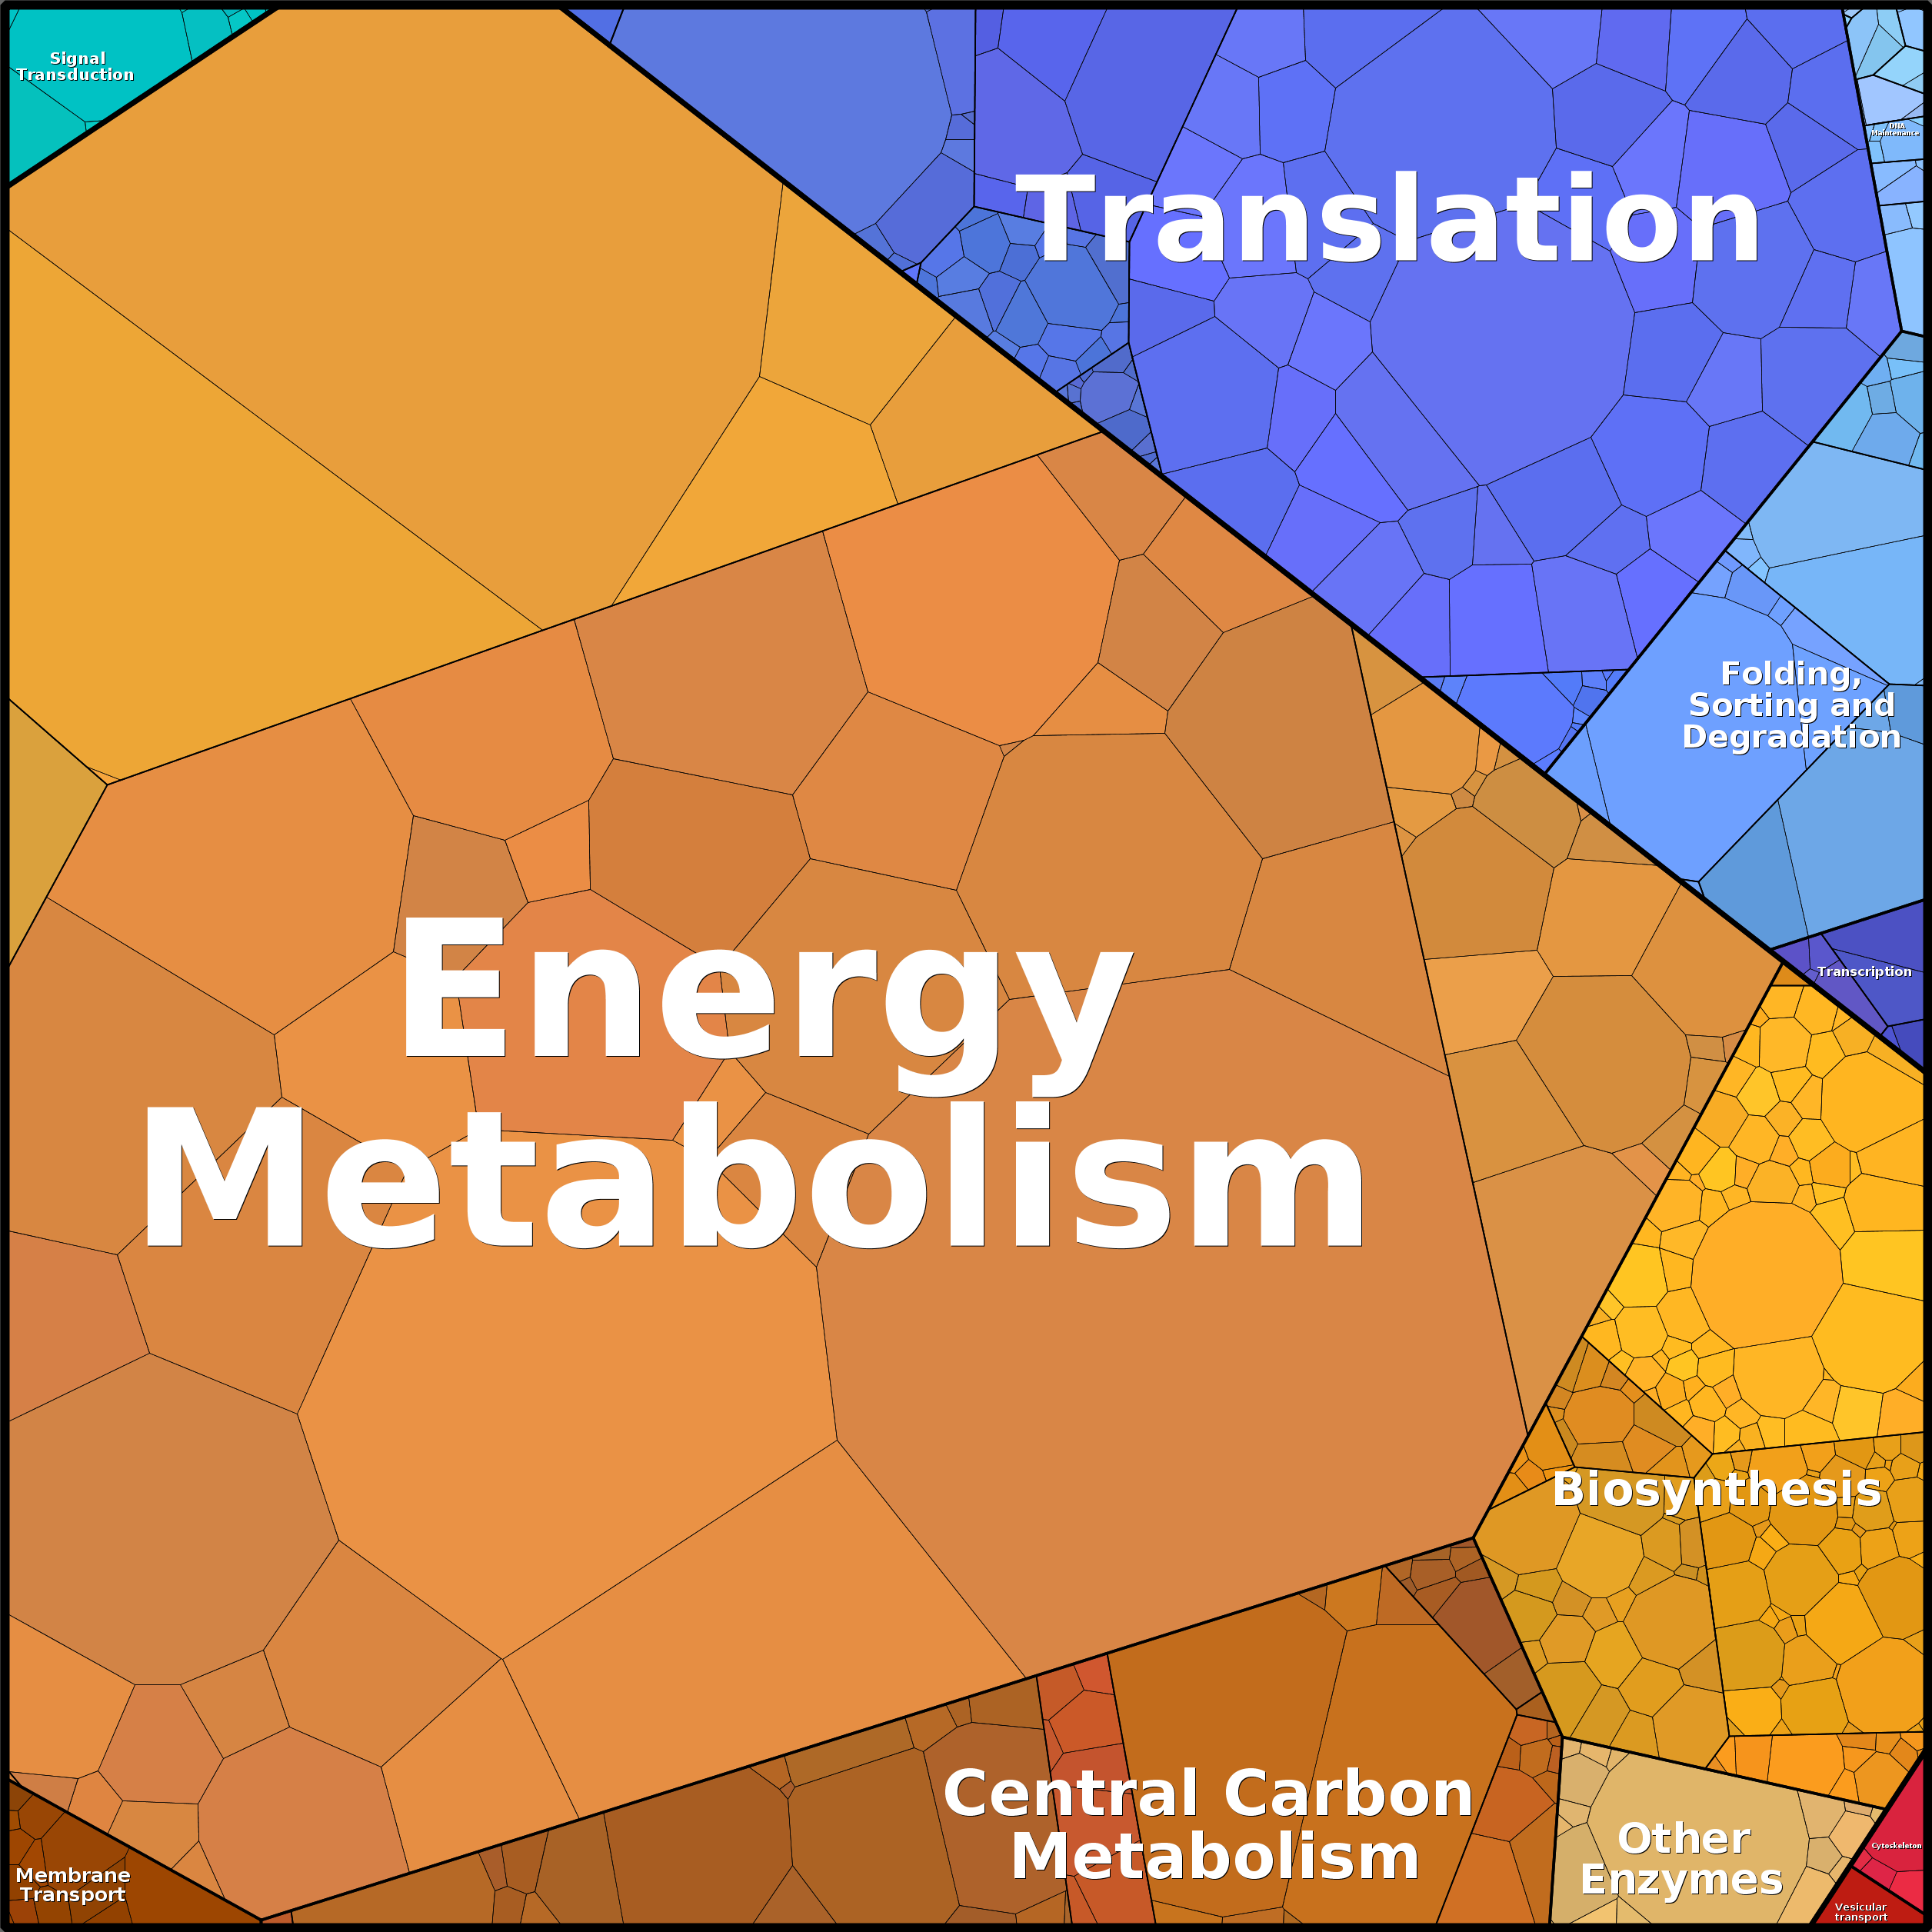 Signal
Transduction
Translation
DNA
Maintenance
Folding,
Sorting and
Degradation
Transcription
Energy
Metabolism
Biosynthesis
Central Carbon
Metabolism
Other
Enzymes
Cytoskeleton
Membrane
Transport
Vesicular
transport